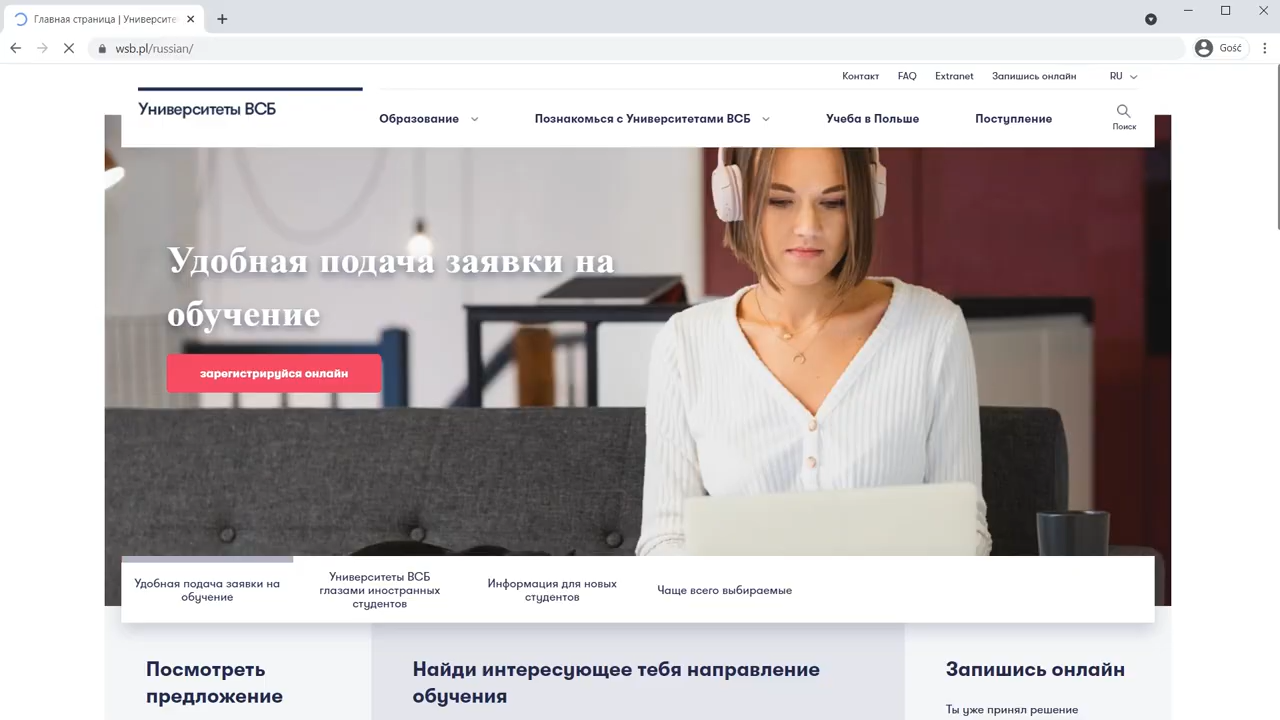 Главная страница | Университе
wsb.pl/russian/
Gość
Контакт FAQ Extranet Запишись онлайн RU
Университеты ВСБ
Образование Познакомься с Университетами ВСБ Учеба в Польше Поступление
Поиск
Удобная подача заявки на
обучение
зарегистрируйся онлайн
Удобная подача заявки на
обучение
Университеты ВСБ
глазами иностранных
студентов
Информация для новых
студентов
Чаще всего выбираемые
Посмотреть
предложение
Найди интересующее тебя направление
обучения
Запишись онлайн
Ты уже принял решение